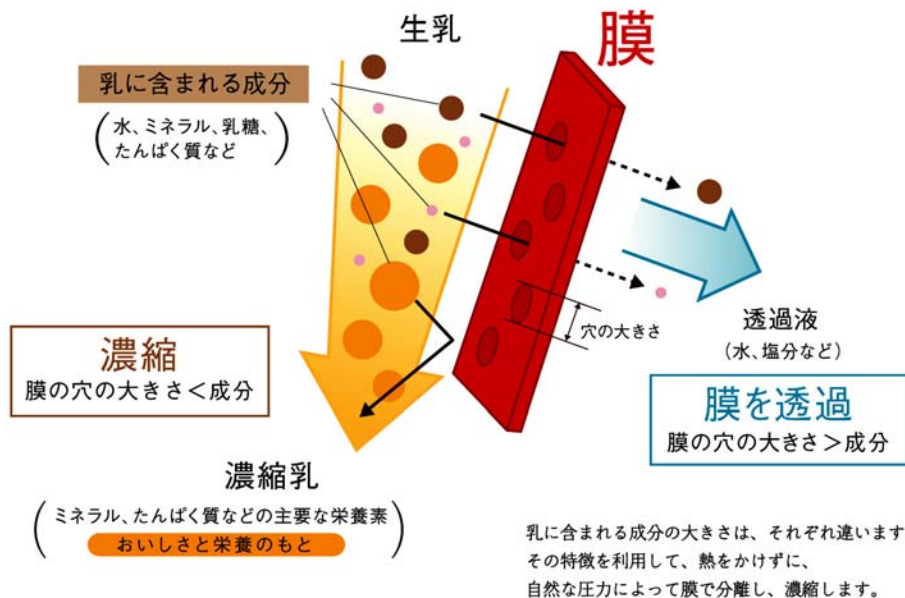 生乳
膜
乳に含まれる成分
(水、ミネラル、乳糖、
たんぱく質など)
穴の大きさ
透過液
(水、塩分など)
濃縮
膜の穴の大きさ<成分
膜を透過
膜の穴の大きさ>成分
濃縮乳
(ミネラル、たんぱく質などの主要な栄養素
おいしさと栄養のもと)
乳に含まれる成分の大きさは、それぞれ違います
その特徴を利用して、熱をかけずに、
自然な圧力によって膜で分離し、濃縮します。